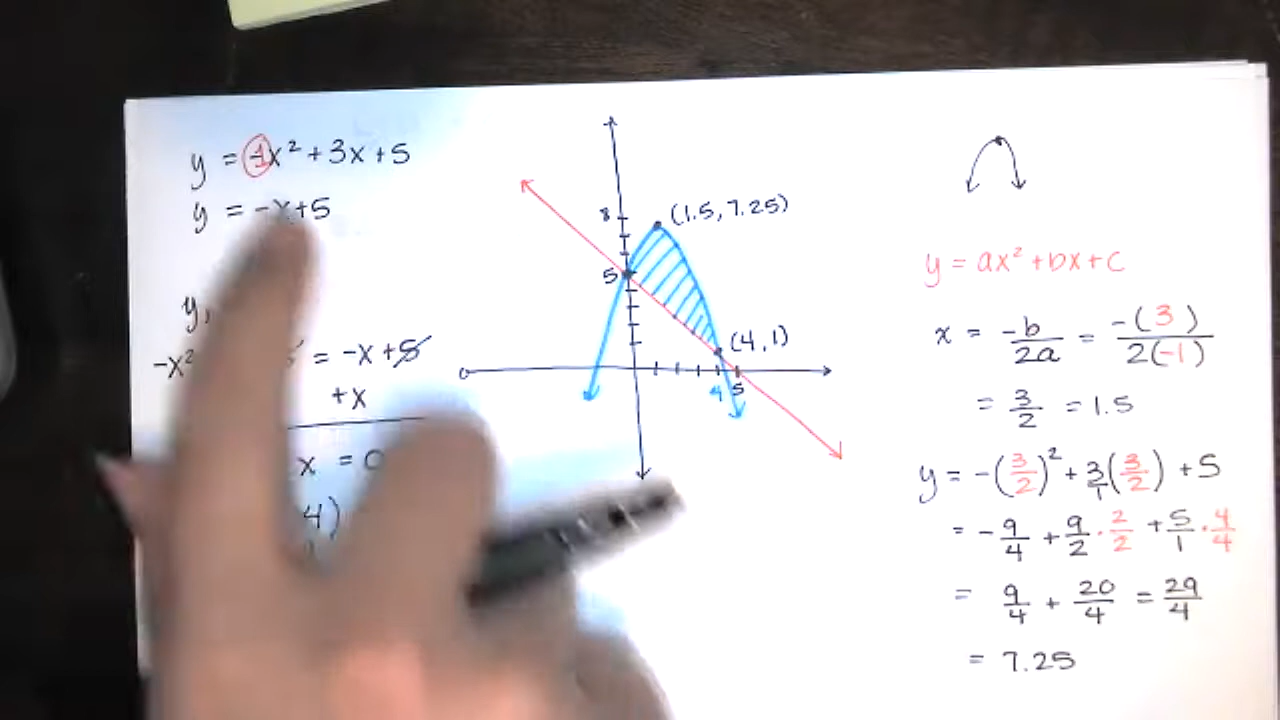 y = -1x² + 3x + 5
y = -x + 5
y,
-x² = -x + 5
+x
x = 0
4)
8
5
(1.5, 7.25)
(4, 1)
4 5
y = ax² + bx + c
x = -b/2a = -(3)/2(-1)
= 3/2 = 1.5
y = -(3/2)² + 3/1(3/2) + 5
= -9/4 + 9/2 · 2/2 + 5/1 · 4/4
= 9/4 + 20/4 = 29/4
= 7.25